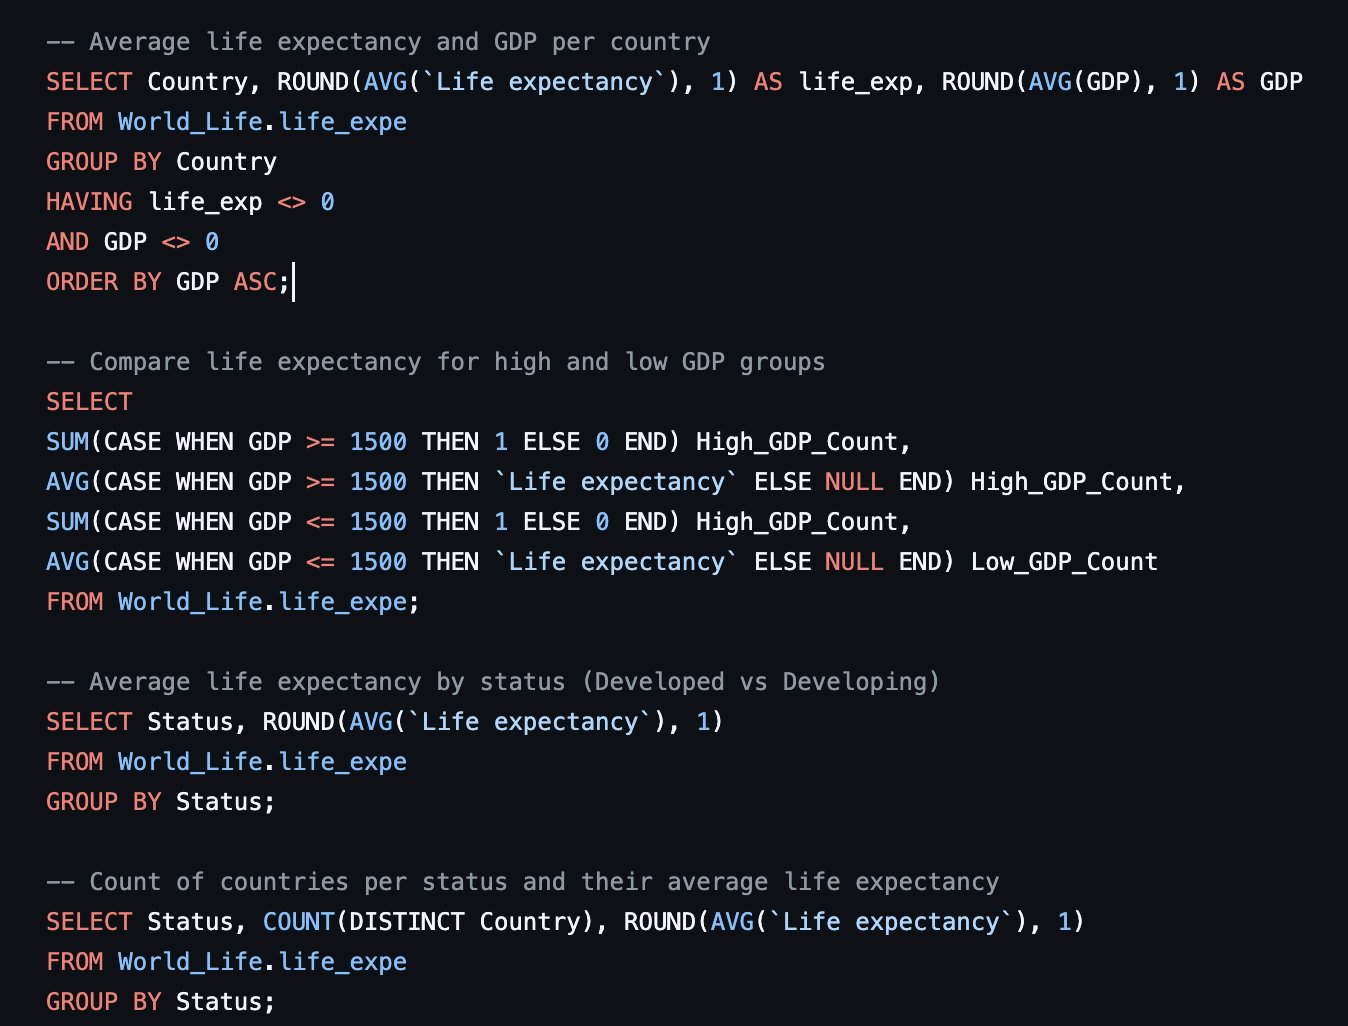 -- Average life expectancy and GDP per country
SELECT Country, ROUND(AVG(`Life expectancy`), 1) AS life_exp, ROUND(AVG(GDP), 1) AS GDP
FROM World_Life.life_expe
GROUP BY Country
HAVING life_exp <> 0
AND GDP <> 0
ORDER BY GDP ASC;
-- Compare life expectancy for high and low GDP groups
SELECT
SUM(CASE WHEN GDP >= 1500 THEN 1 ELSE 0 END) High_GDP_Count,
AVG(CASE WHEN GDP >= 1500 THEN `Life expectancy` ELSE NULL END) High_GDP_Count,
SUM(CASE WHEN GDP <= 1500 THEN 1 ELSE 0 END) High_GDP_Count,
AVG(CASE WHEN GDP <= 1500 THEN `Life expectancy` ELSE NULL END) Low_GDP_Count
FROM World_Life.life_expe;
-- Average life expectancy by status (Developed vs Developing)
SELECT Status, ROUND(AVG(`Life expectancy`), 1)
FROM World_Life.life_expe
GROUP BY Status;
-- Count of countries per status and their average life expectancy
SELECT Status, COUNT(DISTINCT Country), ROUND(AVG(`Life expectancy`), 1)
FROM World_Life.life_expe
GROUP BY Status;